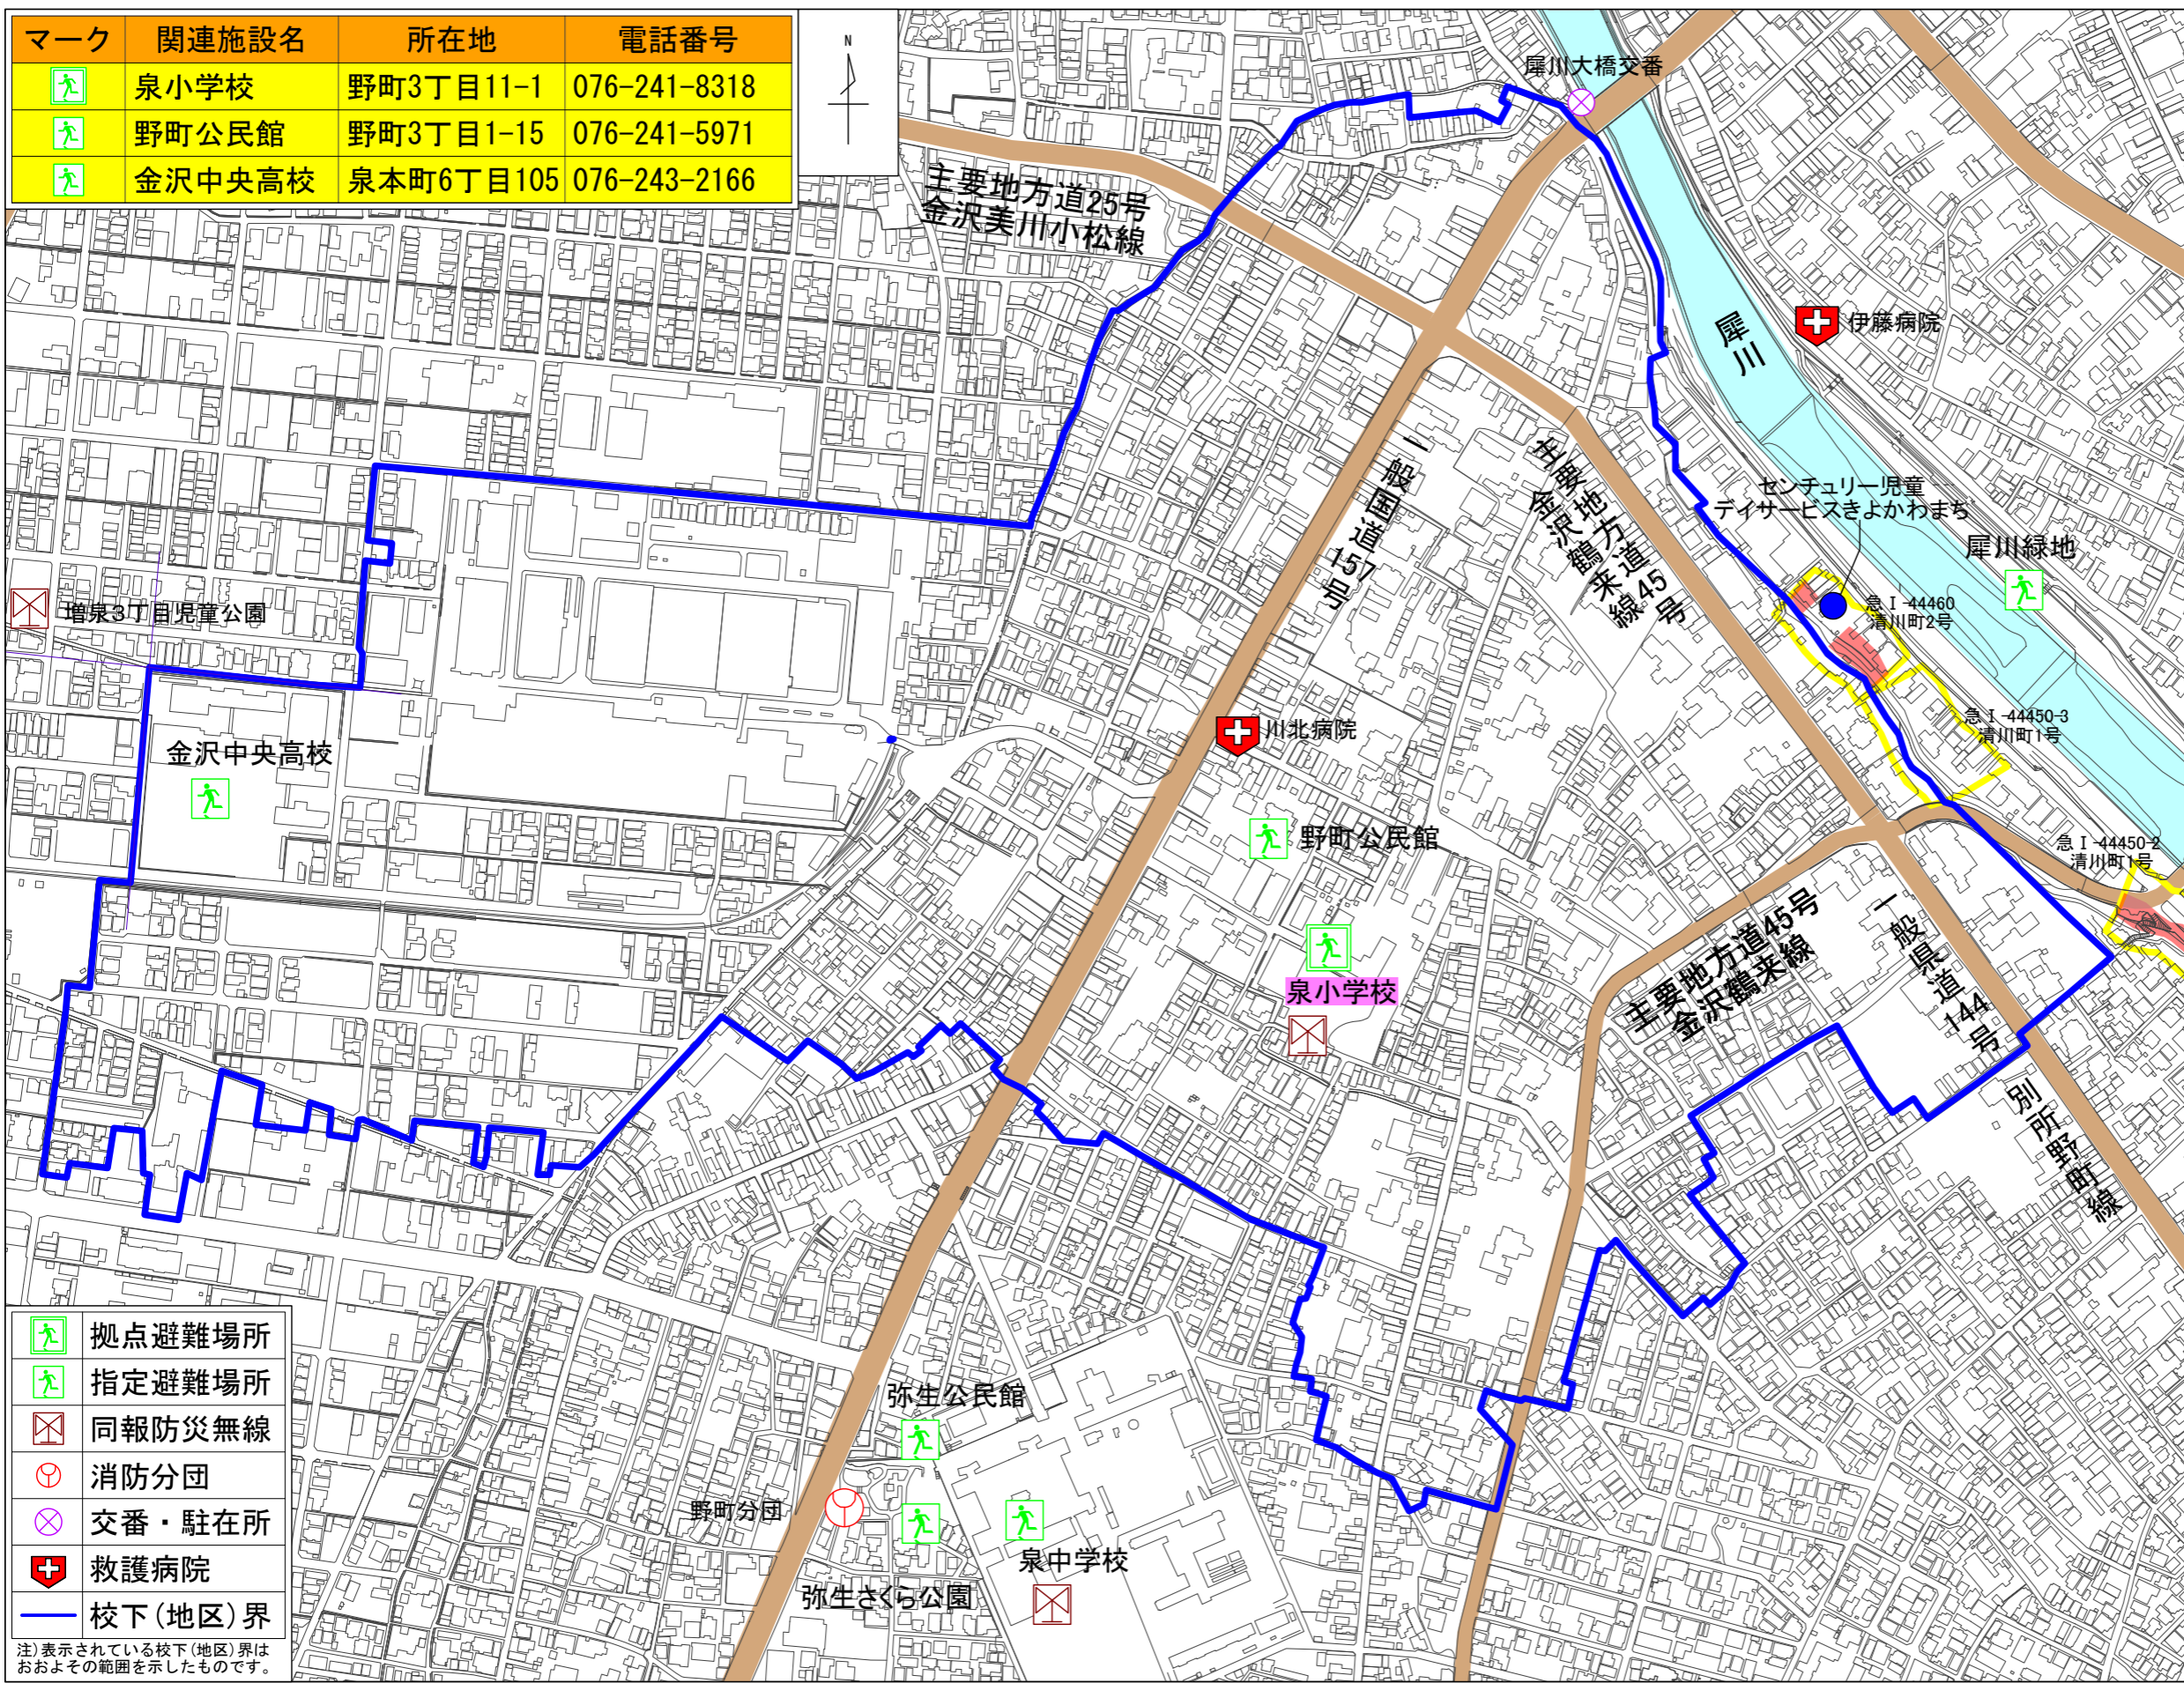 マーク 関連施設名 所在地 電話番号
泉小学校 野町3丁目11-1 076-241-8318
野町公民館 野町3丁目1-15 076-241-5971
金沢中央高校 泉本町6丁目105 076-243-2166
N
犀川大橋交番
主要地方道25号
金沢美川小松線
犀川
伊藤病院
一般国道157号
主要地方道45号
金沢鶴来線
センチュリー児童
デイサービスきよかわまち
犀川緑地
急Ⅰ-44460
清川町2号
増泉3丁目児童公園
急Ⅰ-44450-3
清川町1号
川北病院
金沢中央高校
野町公民館
急Ⅰ-44450-2
清川町1号
主要地方道45号
金沢鶴来線
一般県道144号
別所野町線
泉小学校
弥生公民館
野町分団
泉中学校
弥生さくら公園
拠点避難場所
指定避難場所
同報防災無線
消防分団
交番・駐在所
救護病院
校下(地区)界
注)表示されている校下(地区)界は
おおよその範囲を示したものです。